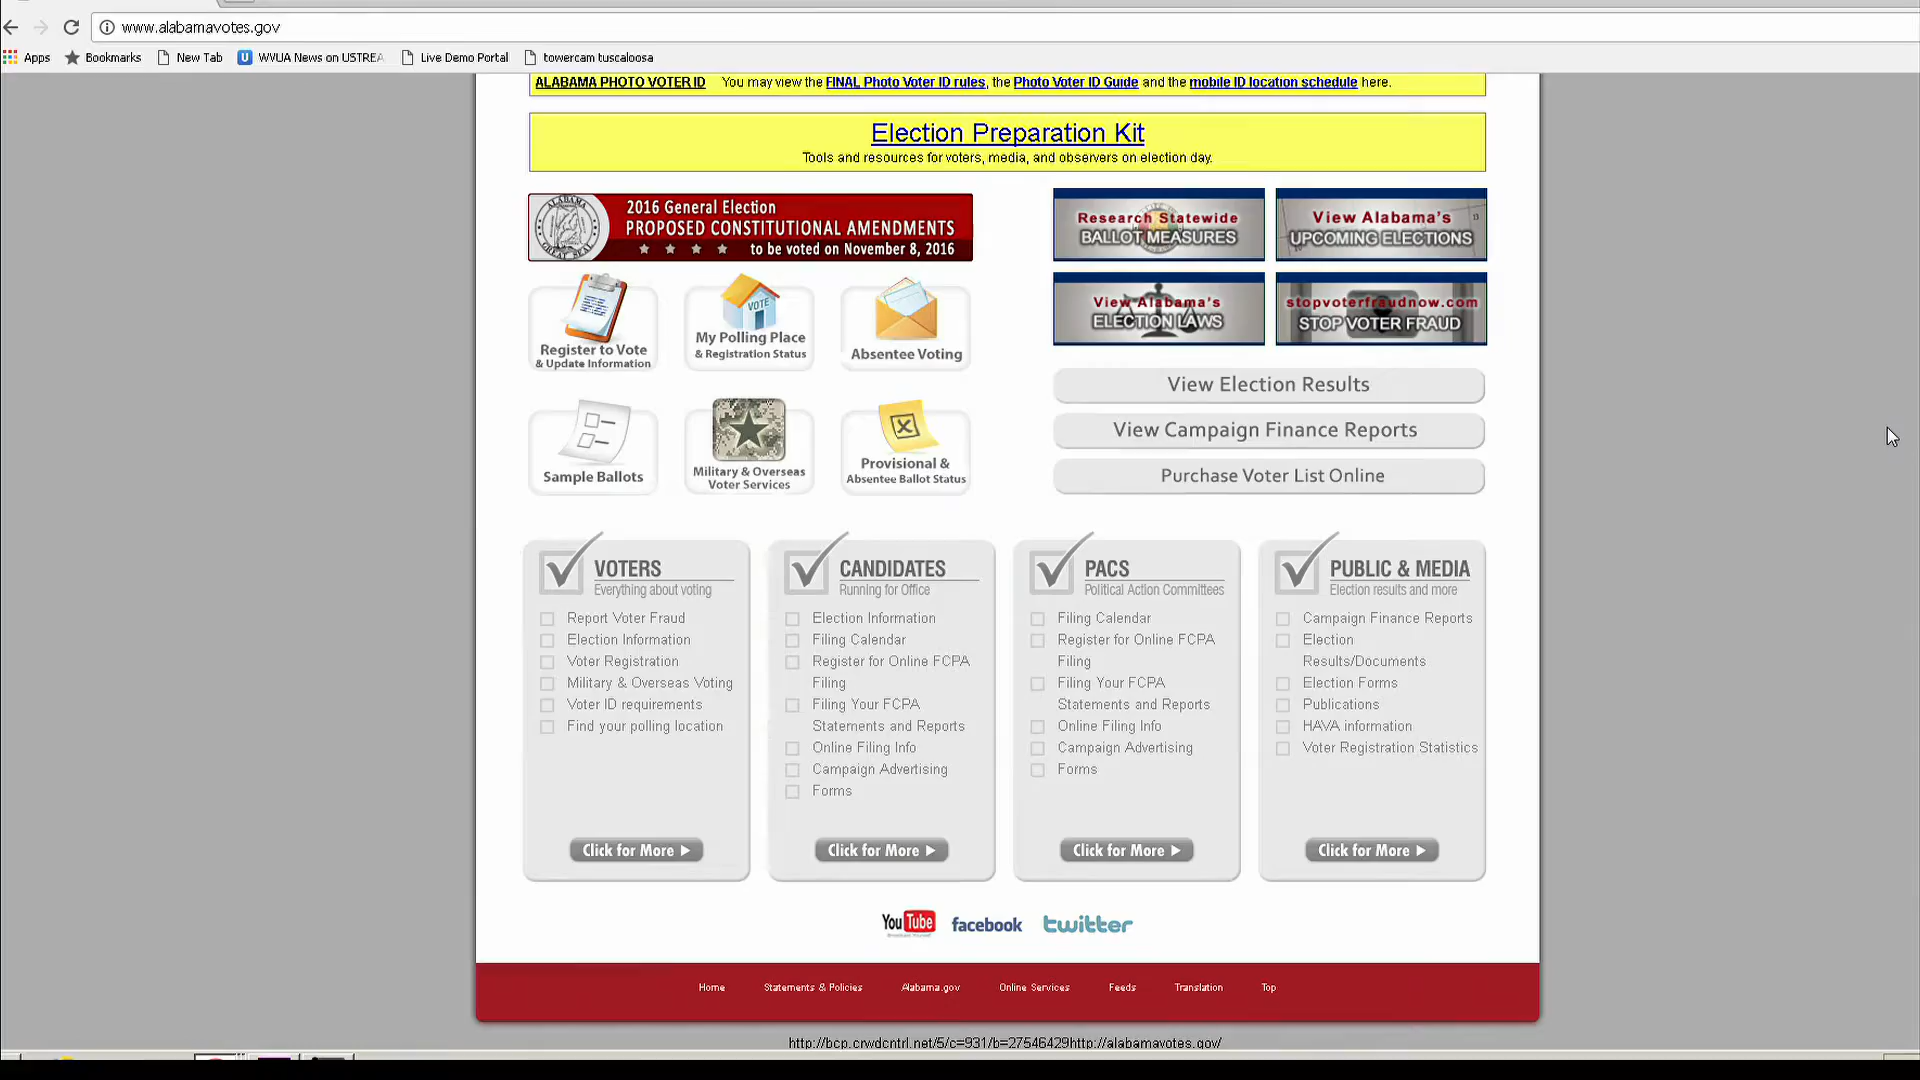 www.alabamavotes.gov
Apps Bookmarks New Tab WVUA News on USTREA Live Demo Portal towercam tuscaloosa
ALABAMA PHOTO VOTER ID You may view the FINAL Photo Voter ID rules, the Photo Voter ID Guide and the mobile ID location schedule here.
Election Preparation Kit
Tools and resources for voters, media, and observers on election day.
ALABAMA
GREAT SEAL
2016 General Election
PROPOSED CONSTITUTIONAL AMENDMENTS
to be voted on November 8, 2016
Research Statewide
BALLOT MEASURES
View Alabama's
UPCOMING ELECTIONS
View Alabama's
ELECTION LAWS
stopvoterfraudnow.com
STOP VOTER FRAUD
Register to Vote
& Update Information
VOTE
My Polling Place
& Registration Status
Absentee Voting
Sample Ballots
Military & Overseas
Voter Services
Provisional &
Absentee Ballot Status
View Election Results
View Campaign Finance Reports
Purchase Voter List Online
VOTERS
Everything about voting
Report Voter Fraud
Election Information
Voter Registration
Military & Overseas Voting
Voter ID requirements
Find your polling location
Click for More
CANDIDATES
Running for Office
Election Information
Filing Calendar
Register for Online FCPA
Filing
Filing Your FCPA
Statements and Reports
Online Filing Info
Campaign Advertising
Forms
Click for More
PACS
Political Action Committees
Filing Calendar
Register for Online FCPA
Filing
Filing Your FCPA
Statements and Reports
Online Filing Info
Campaign Advertising
Forms
Click for More
PUBLIC & MEDIA
Election results and more
Campaign Finance Reports
Election
Results/Documents
Election Forms
Publications
HAVA information
Voter Registration Statistics
Click for More
YouTube facebook twitter
Home Statements & Policies Alabama.gov Online Services Feeds Translation Top
http://bcp.crwdcntrl.net/5/c=931/b=27546429http://alabamavotes.gov/